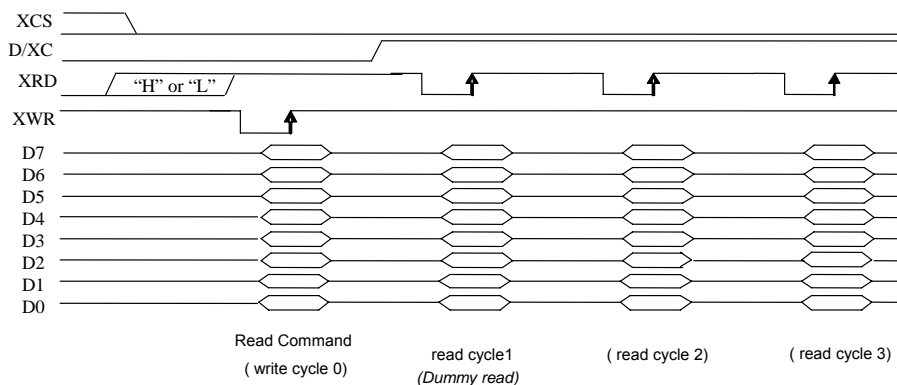 XCS
D/XC
XRD “H” or “L”
XWR
D7
D6
D5
D4
D3
D2
D1
D0
Read Command
( write cycle 0)
read cycle1
(Dummy read)
( read cycle 2)
( read cycle 3)